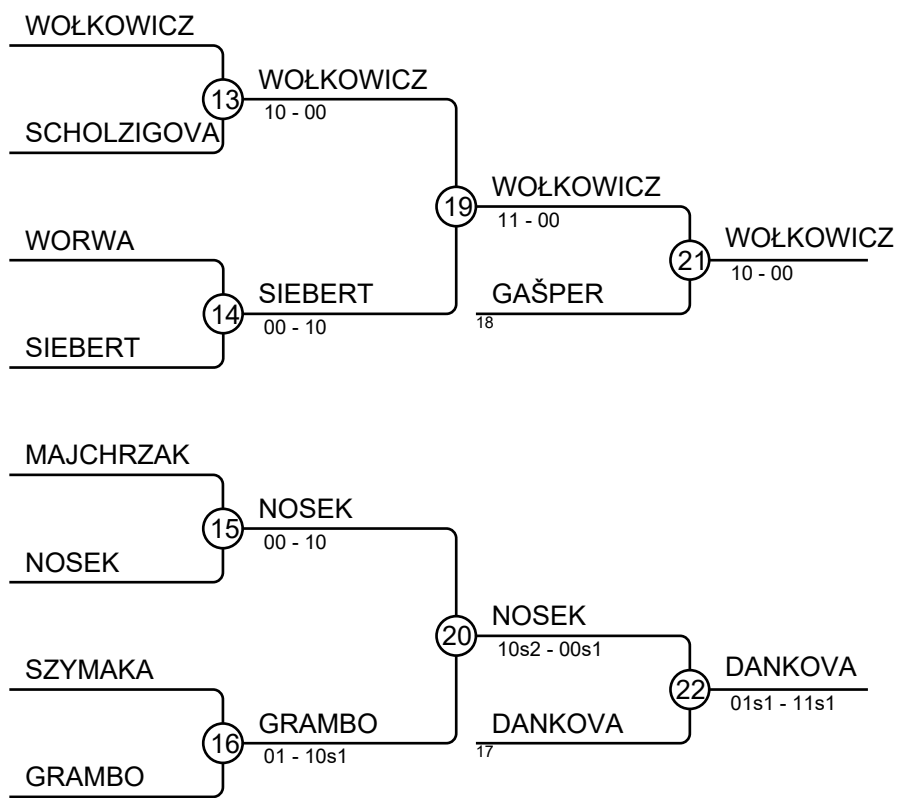 WOŁKOWICZ
WOŁKOWICZ
13
10 - 00
SCHOLZIGOVA
WOŁKOWICZ
19
11 - 00
WORWA
WOŁKOWICZ
21
10 - 00
SIEBERT
GAŠPER
14
00 - 10
18
SIEBERT
MAJCHRZAK
NOSEK
15
00 - 10
NOSEK
NOSEK
20
10s2 - 00s1
SZYMAKA
DANKOVA
22
01s1 - 11s1
GRAMBO
DANKOVA
16
01 - 10s1
17
GRAMBO